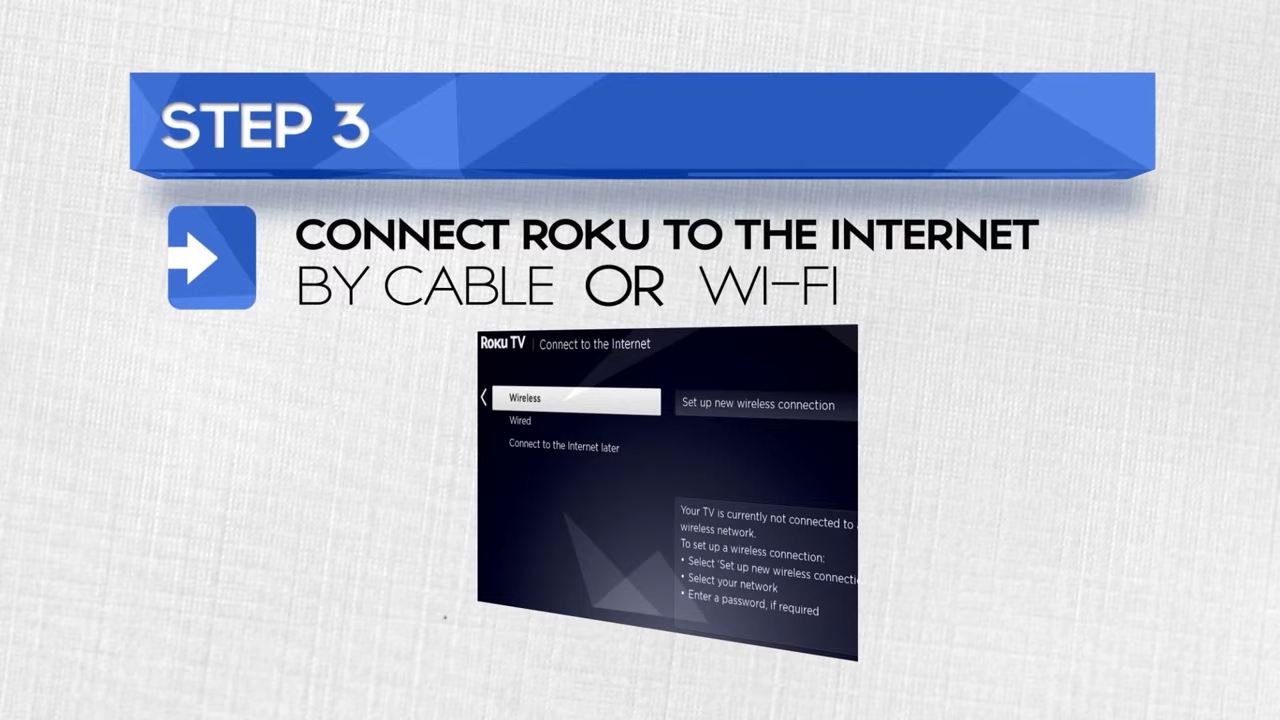 STEP 3
CONNECT ROKU TO THE INTERNET
BY CABLE OR WI-FI
Roku TV | Connect to the Internet
Wireless
Wired
Connect to the Internet later
Set up new wireless connection
Your TV is currently not connected to
wireless network.
To set up a wireless connection:
• Select 'Set up new wireless connecti
• Select your network
• Enter a password, if required